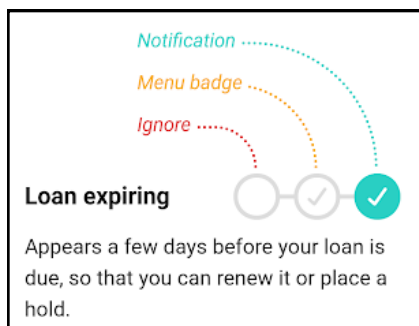 Notification
Menu badge
Ignore
Loan expiring
Appears a few days before your loan is
due, so that you can renew it or place a
hold.